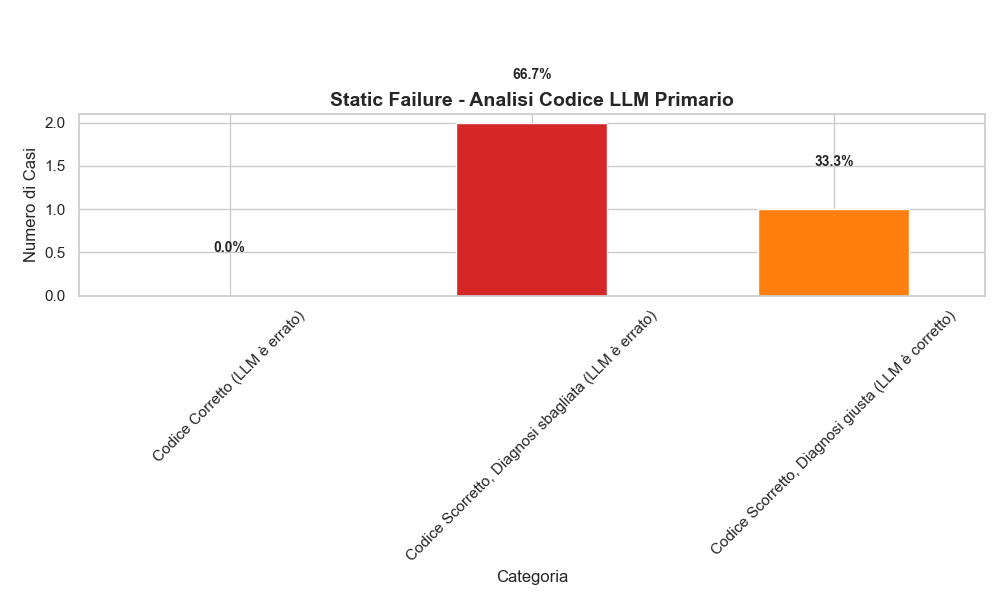 66.7%
Static Failure - Analisi Codice LLM Primario
2.0
1.5
1.0
0.5
0.0
Numero di Casi
0.0%
33.3%
Codice Corretto (LLM è errato)
Codice Scorretto, Diagnosi sbagliata (LLM è errato)
Codice Scorretto, Diagnosi giusta (LLM è corretto)
Categoria